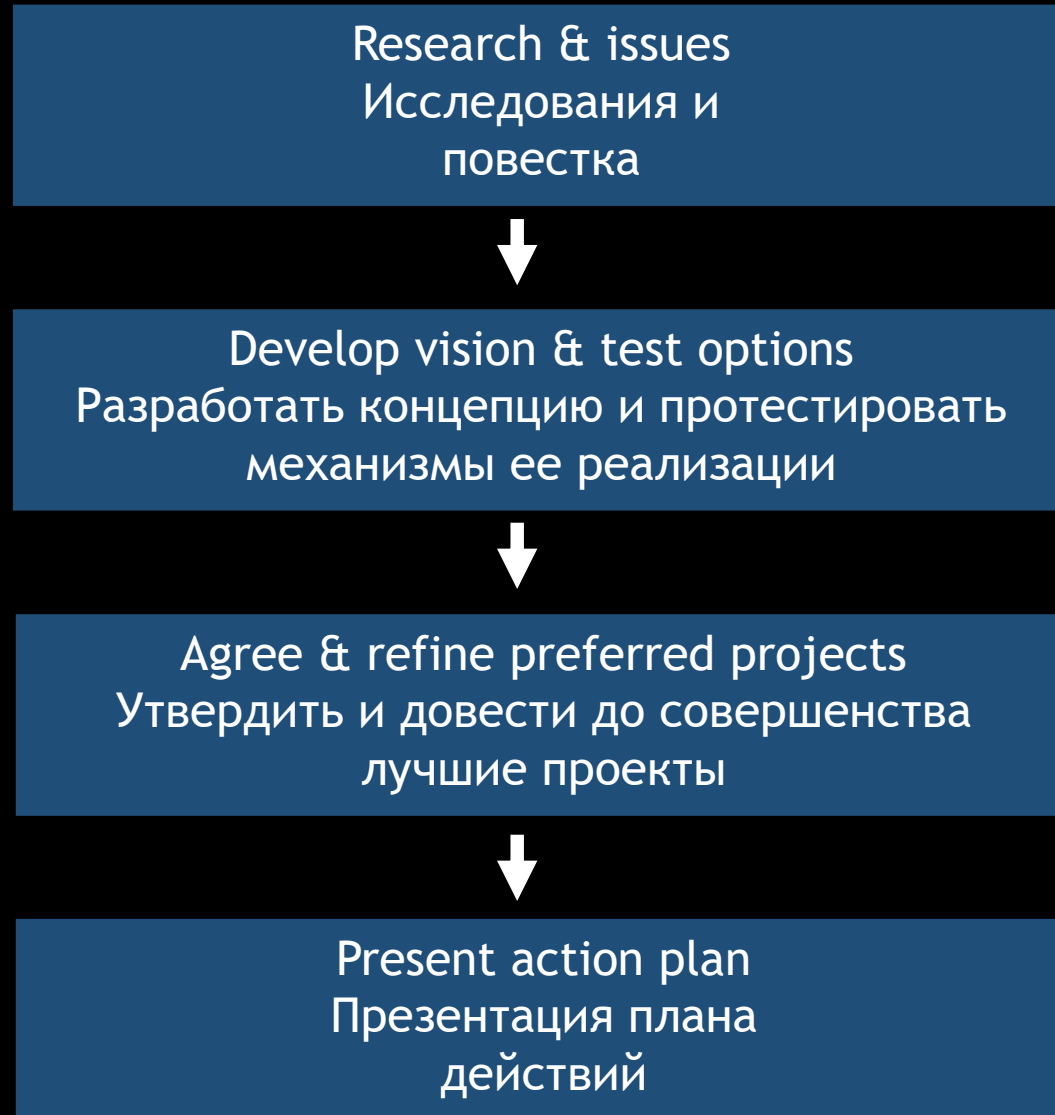 Research & issues
Исследования и
повестка
Develop vision & test options
Разработать концепцию и протестировать
механизмы ее реализации
Agree & refine preferred projects
Утвердить и довести до совершенства
лучшие проекты
Present action plan
Презентация плана
действий